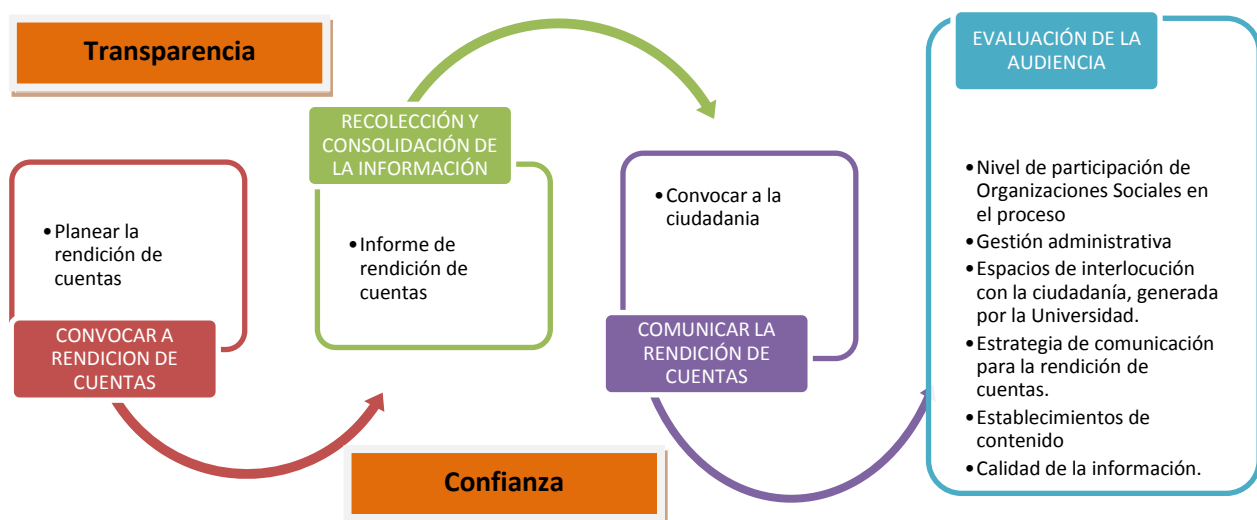 Transparencia
• Planear la
rendición de
cuentas
CONVOCAR A
RENDICION DE
CUENTAS
RECOLECCIÓN Y
CONSOLIDACIÓN DE
LA INFORMACIÓN
• Informe de
rendición de
cuentas
• Convocar a la
ciudadania
COMUNICAR LA
RENDICIÓN DE
CUENTAS
Confianza
EVALUACIÓN DE LA
AUDIENCIA
• Nivel de participación de
Organizaciones Sociales en
el proceso
• Gestión administrativa
• Espacios de interlocución
con la ciudadanía, generada
por la Universidad.
• Estrategia de comunicación
para la rendición de
cuentas.
• Establecimientos de
contenido
• Calidad de la información.